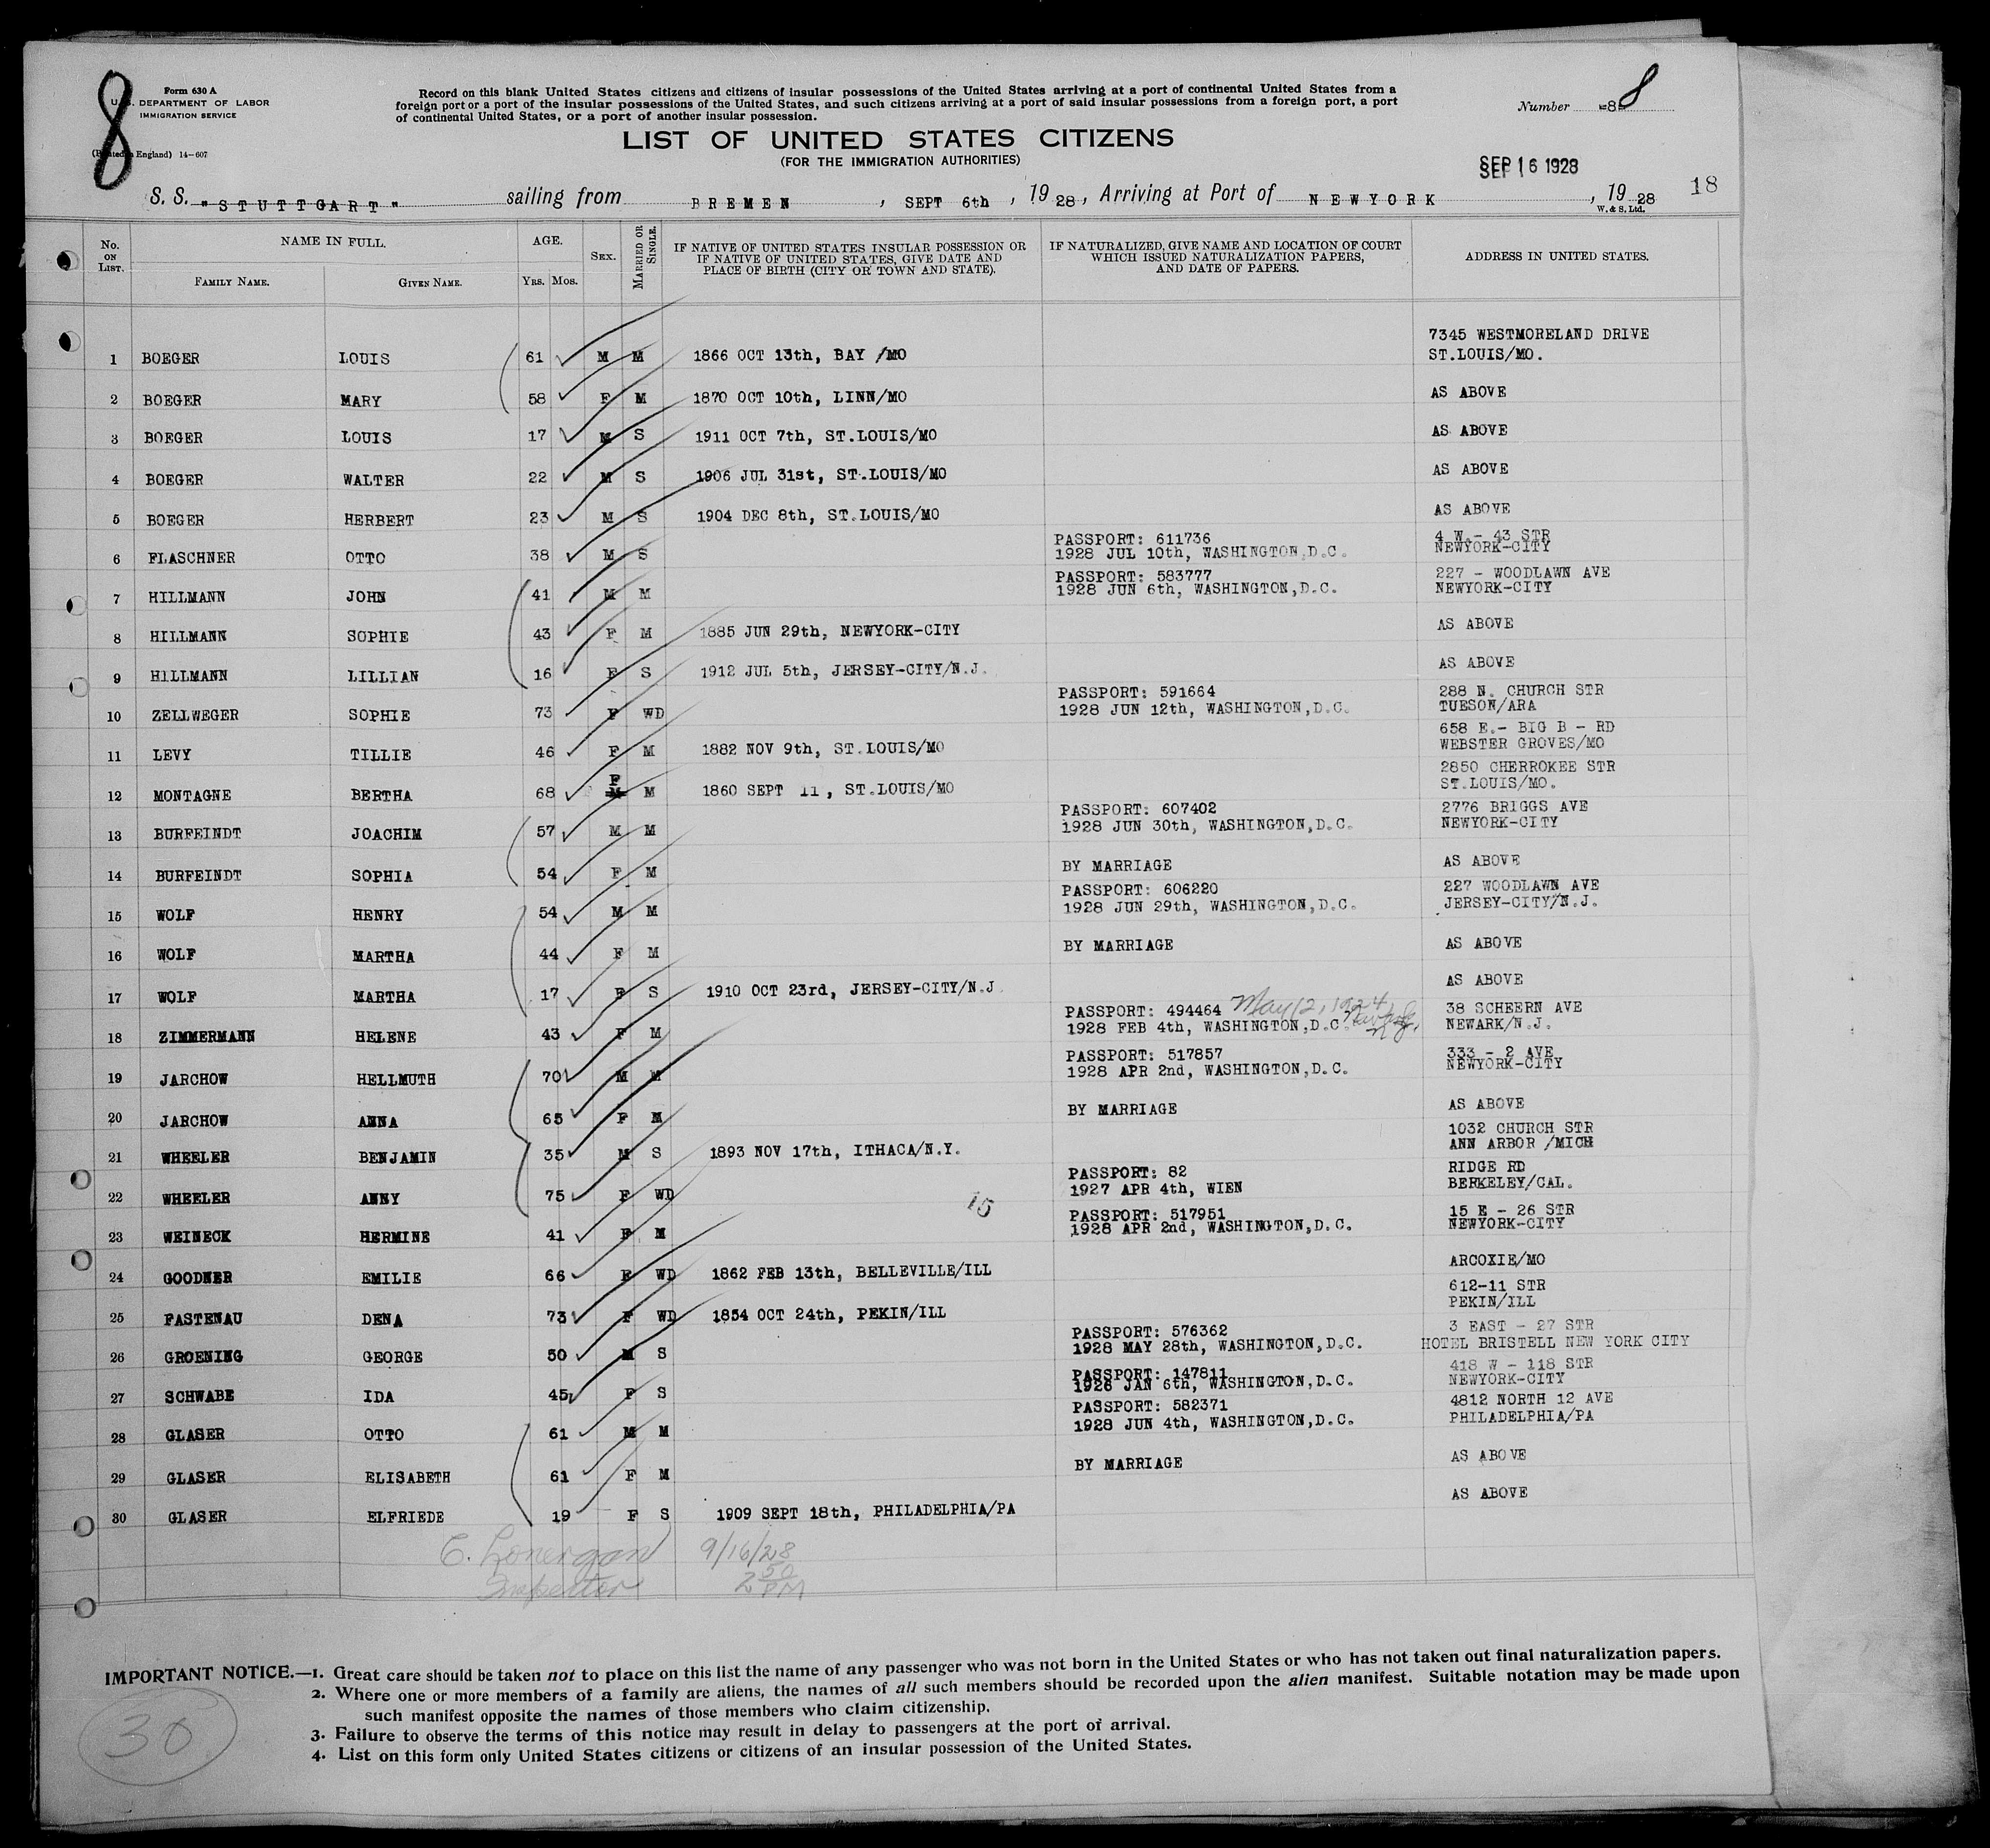 8
Form 630 A
U. S. DEPARTMENT OF LABOR
IMMIGRATION SERVICE
(Printed in England) 14-607
Record on this blank United States citizens and citizens of insular possessions of the United States arriving at a port of continental United States from a
foreign port or a port of the insular possessions of the United States, and such citizens arriving at a port of said insular possessions from a foreign port, a port
of continental United States, or a port of another insular possession.
Number -8- 8
LIST OF UNITED STATES CITIZENS
(FOR THE IMMIGRATION AUTHORITIES)
SEP 16 1928
18
S. S. "STUTTGART" sailing from BREMEN, SEPT 6th, 1928, Arriving at Port of NEWYORK, 1928
W. & S. Ltd.
No. ON LIST. NAME IN FULL. AGE. SEX. MARRIED OR SINGLE. IF NATIVE OF UNITED STATES INSULAR POSSESSION OR IF NATIVE OF UNITED STATES, GIVE DATE AND PLACE OF BIRTH (CITY OR TOWN AND STATE). IF NATURALIZED, GIVE NAME AND LOCATION OF COURT WHICH ISSUED NATURALIZATION PAPERS, AND DATE OF PAPERS. ADDRESS IN UNITED STATES.
FAMILY NAME. GIVEN NAME. YRS. MOS.
1 BOEGER LOUIS 61 M M 1866 OCT 13th, BAY /MO 7345 WESTMORELAND DRIVE ST.LOUIS/MO.
2 BOEGER MARY 58 F M 1870 OCT 10th, LINN/MO AS ABOVE
3 BOEGER LOUIS 17 M S 1911 OCT 7th, ST.LOUIS/MO AS ABOVE
4 BOEGER WALTER 22 M S 1906 JUL 31st, ST.LOUIS/MO AS ABOVE
5 BOEGER HERBERT 23 M S 1904 DEC 8th, ST.LOUIS/MO AS ABOVE
6 FLASCHNER OTTO 38 M S PASSPORT: 611736 1928 JUL 10th, WASHINGTON,D.C. 4 W.- 43 STR NEWYORK-CITY
7 HILLMANN JOHN 41 M M PASSPORT: 583777 1928 JUN 6th, WASHINGTON,D.C. 227 - WOODLAWN AVE NEWYORK-CITY
8 HILLMANN SOPHIE 43 F M 1885 JUN 29th, NEWYORK-CITY AS ABOVE
9 HILLMANN LILLIAN 16 F S 1912 JUL 5th, JERSEY-CITY/N.J. AS ABOVE
10 ZELLWEGER SOPHIE 73 F WD PASSPORT: 591664 1928 JUN 12th, WASHINGTON,D.C. 288 N. CHURCH STR TUESON/ARA
11 LEVY TILLIE 46 F M 1882 NOV 9th, ST.LOUIS/MO 658 E.- BIG B - RD WEBSTER GROVES/MO
12 MONTAGNE BERTHA 68 F M M 1860 SEPT 11, ST.LOUIS/MO 2850 CHERROKEE STR ST.LOUIS/MO.
13 BURFEINDT JOACHIM 57 M M PASSPORT: 607402 1928 JUN 30th, WASHINGTON,D.C. 2776 BRIGGS AVE NEWYORK-CITY
14 BURFEINDT SOPHIA 54 F M BY MARRIAGE AS ABOVE
15 WOLF HENRY 54 M M PASSPORT: 606220 1928 JUN 29th, WASHINGTON,D.C. 227 WOODLAWN AVE JERSEY-CITY/N.J.
16 WOLF MARTHA 44 F M BY MARRIAGE AS ABOVE
17 WOLF MARTHA 17 F S 1910 OCT 23rd, JERSEY-CITY/N.J. AS ABOVE
18 ZIMMERMANN HELENE 43 F M PASSPORT: 494464 May 12, 1924 1928 FEB 4th, WASHINGTON,D.C. 38 SCHEERN AVE NEWARK/N.J.
19 JARCHOW HELLMUTH 70 M M PASSPORT: 517857 1928 APR 2nd, WASHINGTON,D.C. 333 - 2 AVE NEWYORK-CITY
20 JARCHOW ANNA 65 F M BY MARRIAGE AS ABOVE
21 WHEELER BENJAMIN 35 M S 1893 NOV 17th, ITHACA/N.Y. 1032 CHURCH STR ANN ARBOR /MICH
22 WHEELER ANNY 75 F WD PASSPORT: 82 1927 APR 4th, WIEN RIDGE RD BERKELEY/CAL.
15
23 WEINECK HERMINE 41 F M PASSPORT: 517951 1928 APR 2nd, WASHINGTON,D.C. 15 E - 26 STR NEWYORK-CITY
24 GOODNER EMILIE 66 F WD 1862 FEB 13th, BELLEVILLE/ILL ARCOXIE/MO
25 FASTENAU DENA 73 F WD 1854 OCT 24th, PEKIN/ILL 612-11 STR PEKIN/ILL
26 GROENING GEORGE 50 M S PASSPORT: 576362 1928 MAY 28th, WASHINGTON,D.C. 3 EAST - 27 STR HOTEL BRISTELL NEW YORK CITY
27 SCHWABE IDA 45 F S PASSPORT: 147811 1926 JAN 6th, WASHINGTON,D.C. 418 W - 118 STR NEWYORK-CITY
28 GLASER OTTO 61 M M PASSPORT: 582371 1928 JUN 4th, WASHINGTON,D.C. 4812 NORTH 12 AVE PHILADELPHIA/PA
29 GLASER ELISABETH 61 F M BY MARRIAGE AS ABOVE
30 GLASER ELFRIEDE 19 F S 1909 SEPT 18th, PHILADELPHIA/PA AS ABOVE
C. Lonergan 9/16/28
Inspector 2 50 PM
IMPORTANT NOTICE.—1. Great care should be taken not to place on this list the name of any passenger who was not born in the United States or who has not taken out final naturalization papers.
2. Where one or more members of a family are aliens, the names of all such members should be recorded upon the alien manifest. Suitable notation may be made upon
such manifest opposite the names of those members who claim citizenship.
3. Failure to observe the terms of this notice may result in delay to passengers at the port of arrival.
4. List on this form only United States citizens or citizens of an insular possession of the United States.
30